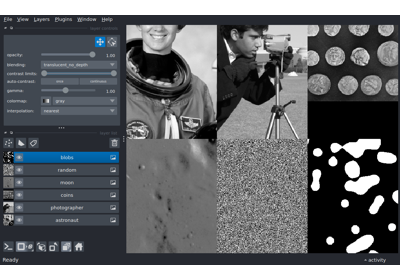 File View Layers Plugins Window Help
opacity: 1.00
blending: translucent_no_depth
contrast limits:
auto-contrast: once continuous
gamma: 1.00
colormap: gray
interpolation: nearest
blobs
random
moon
coins
photographer
astronaut
Ready activity